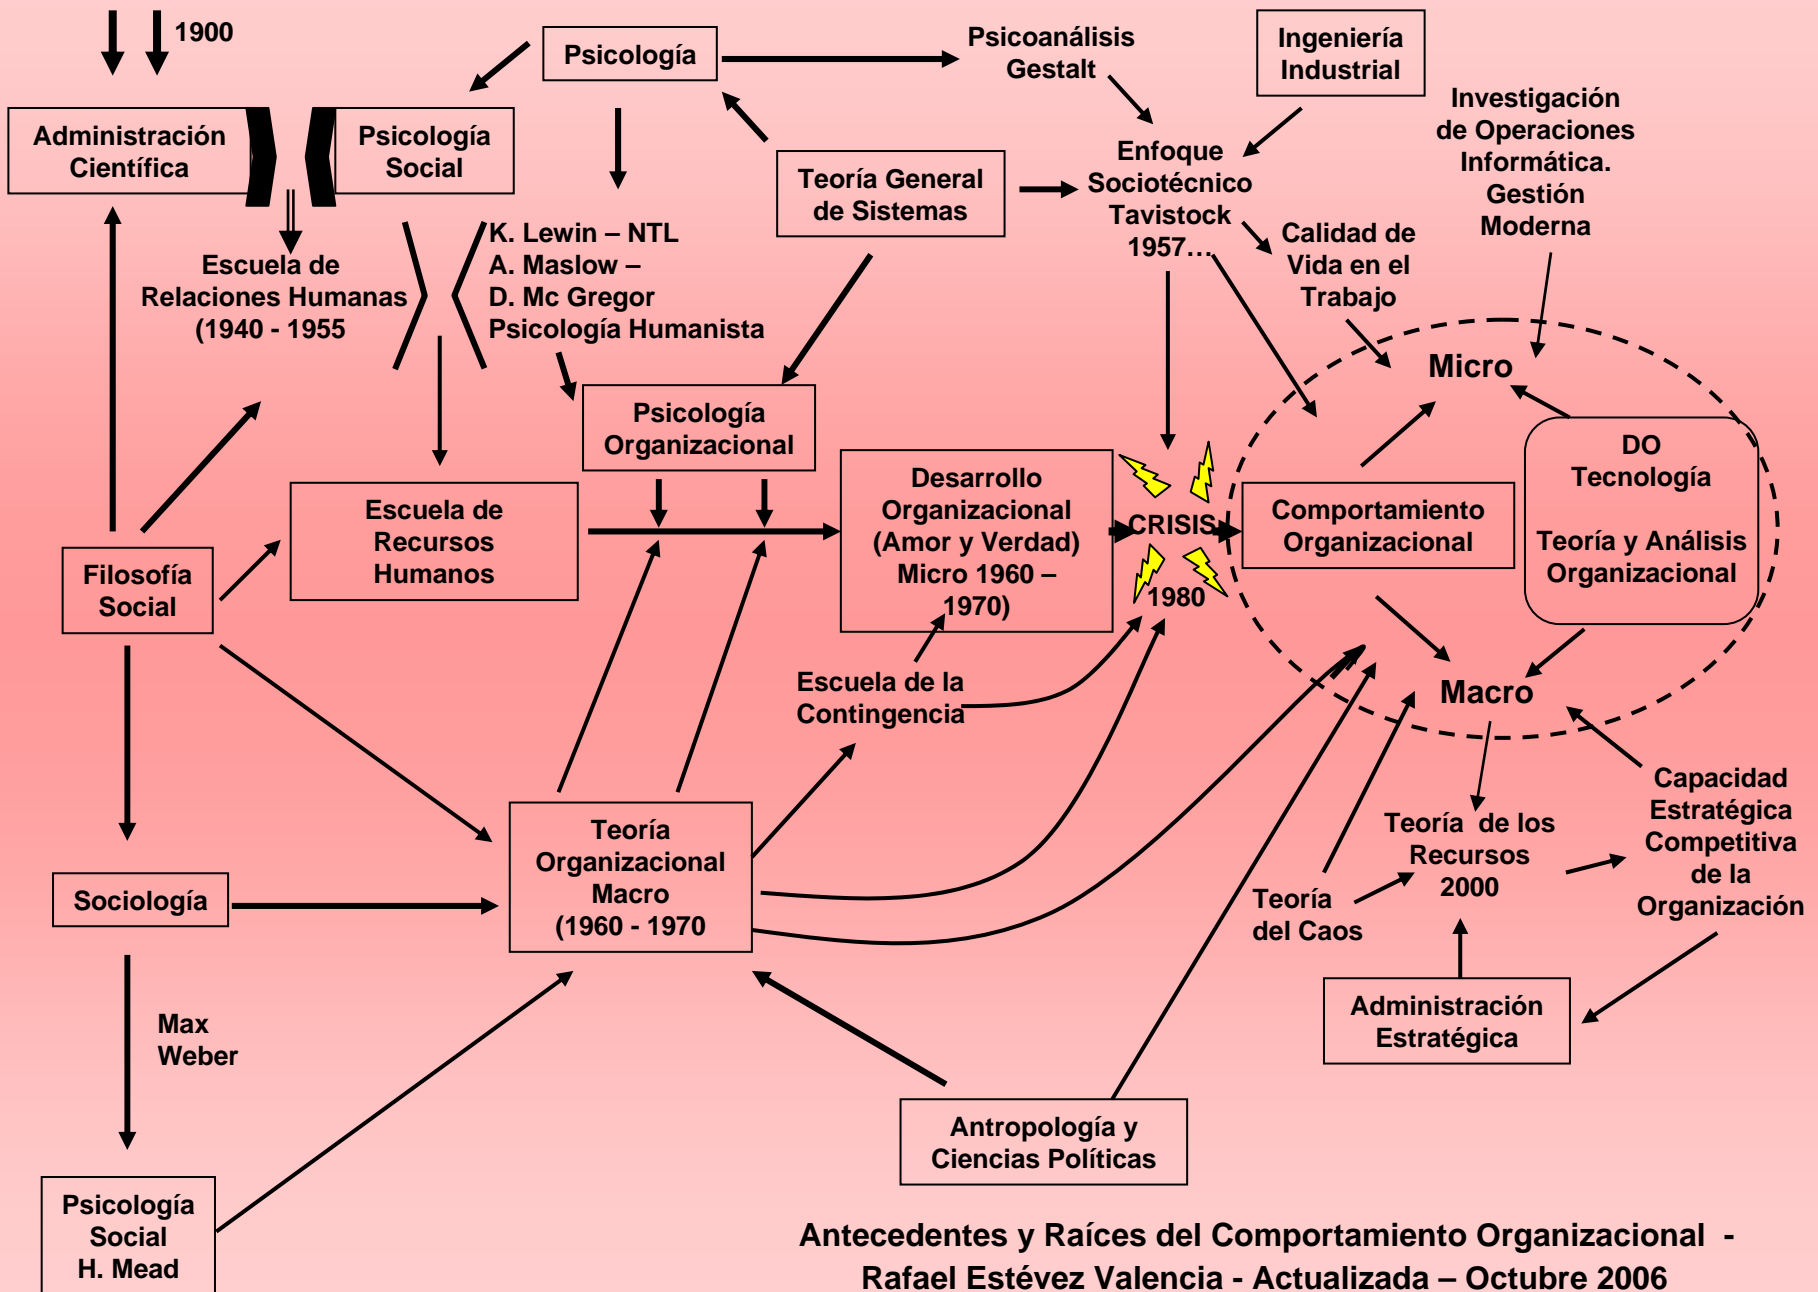 1900
Psicología
Psicoanálisis
Gestalt
Ingeniería
Industrial
Investigación
de Operaciones
Informática.
Gestión
Moderna
Administración
Científica
Psicología
Social
Enfoque
Sociotécnico
Tavistock
1957…
Teoría General
de Sistemas
Calidad de
Vida en el
Trabajo
Escuela de
Relaciones Humanas
(1940 - 1955
K. Lewin – NTL
A. Maslow –
D. Mc Gregor
Psicología Humanista
Micro
Psicología
Organizacional
DO
Tecnología
Teoría y Análisis
Organizacional
Desarrollo
Organizacional
(Amor y Verdad)
Micro 1960 –
1970)
CRISIS
1980
Comportamiento
Organizacional
Escuela de
Recursos
Humanos
Filosofía
Social
Escuela de la
Contingencia
Macro
Teoría
Organizacional
Macro
(1960 - 1970
Teoría de los
Recursos
2000
Capacidad
Estratégica
Competitiva
de la
Organización
Sociología
Teoría
del Caos
Administración
Estratégica
Max
Weber
Antropología y
Ciencias Políticas
Psicología
Social
H. Mead
Antecedentes y Raíces del Comportamiento Organizacional -
Rafael Estévez Valencia - Actualizada – Octubre 2006